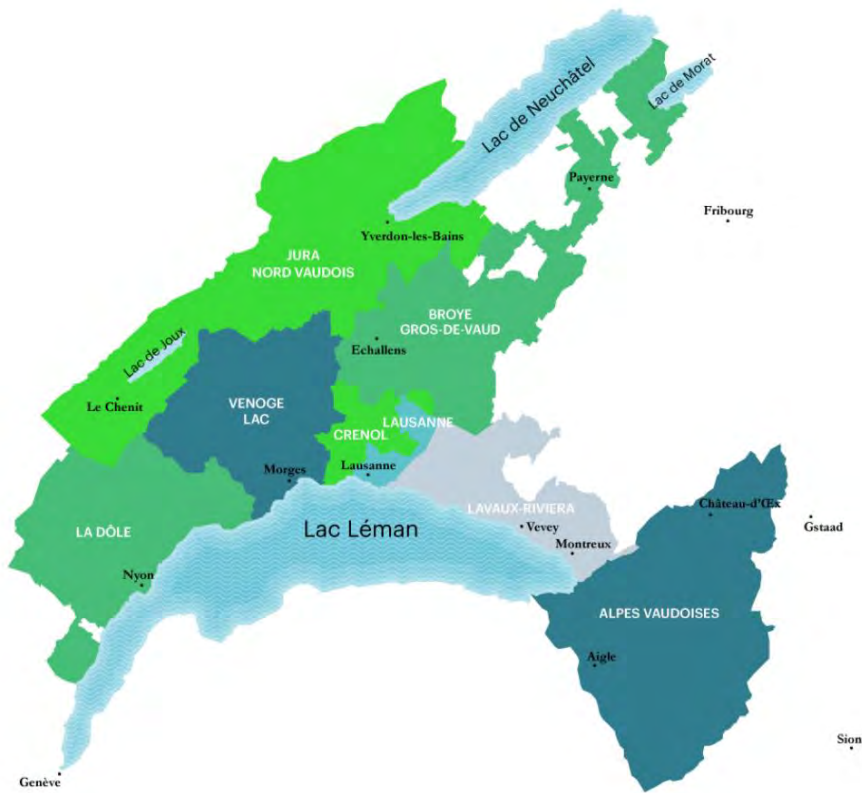 Lac de Neuchâtel
Lac de Morat
Payerne
Fribourg
Yverdon-les-Bains
JURA
NORD VAUDOIS
BROYE
GROS-DE-VAUD
Echallens
Lac de Joux
Le Chenit
VENOGE
LAC
LAUSANNE
CRENOL
Lausanne
Morges
Château-d'Œx
LAVAUX-RIVIERA
Vevey
Gstaad
LA DÔLE
Lac Léman
Montreux
Nyon
ALPES VAUDOISES
Aigle
Sion
Genève